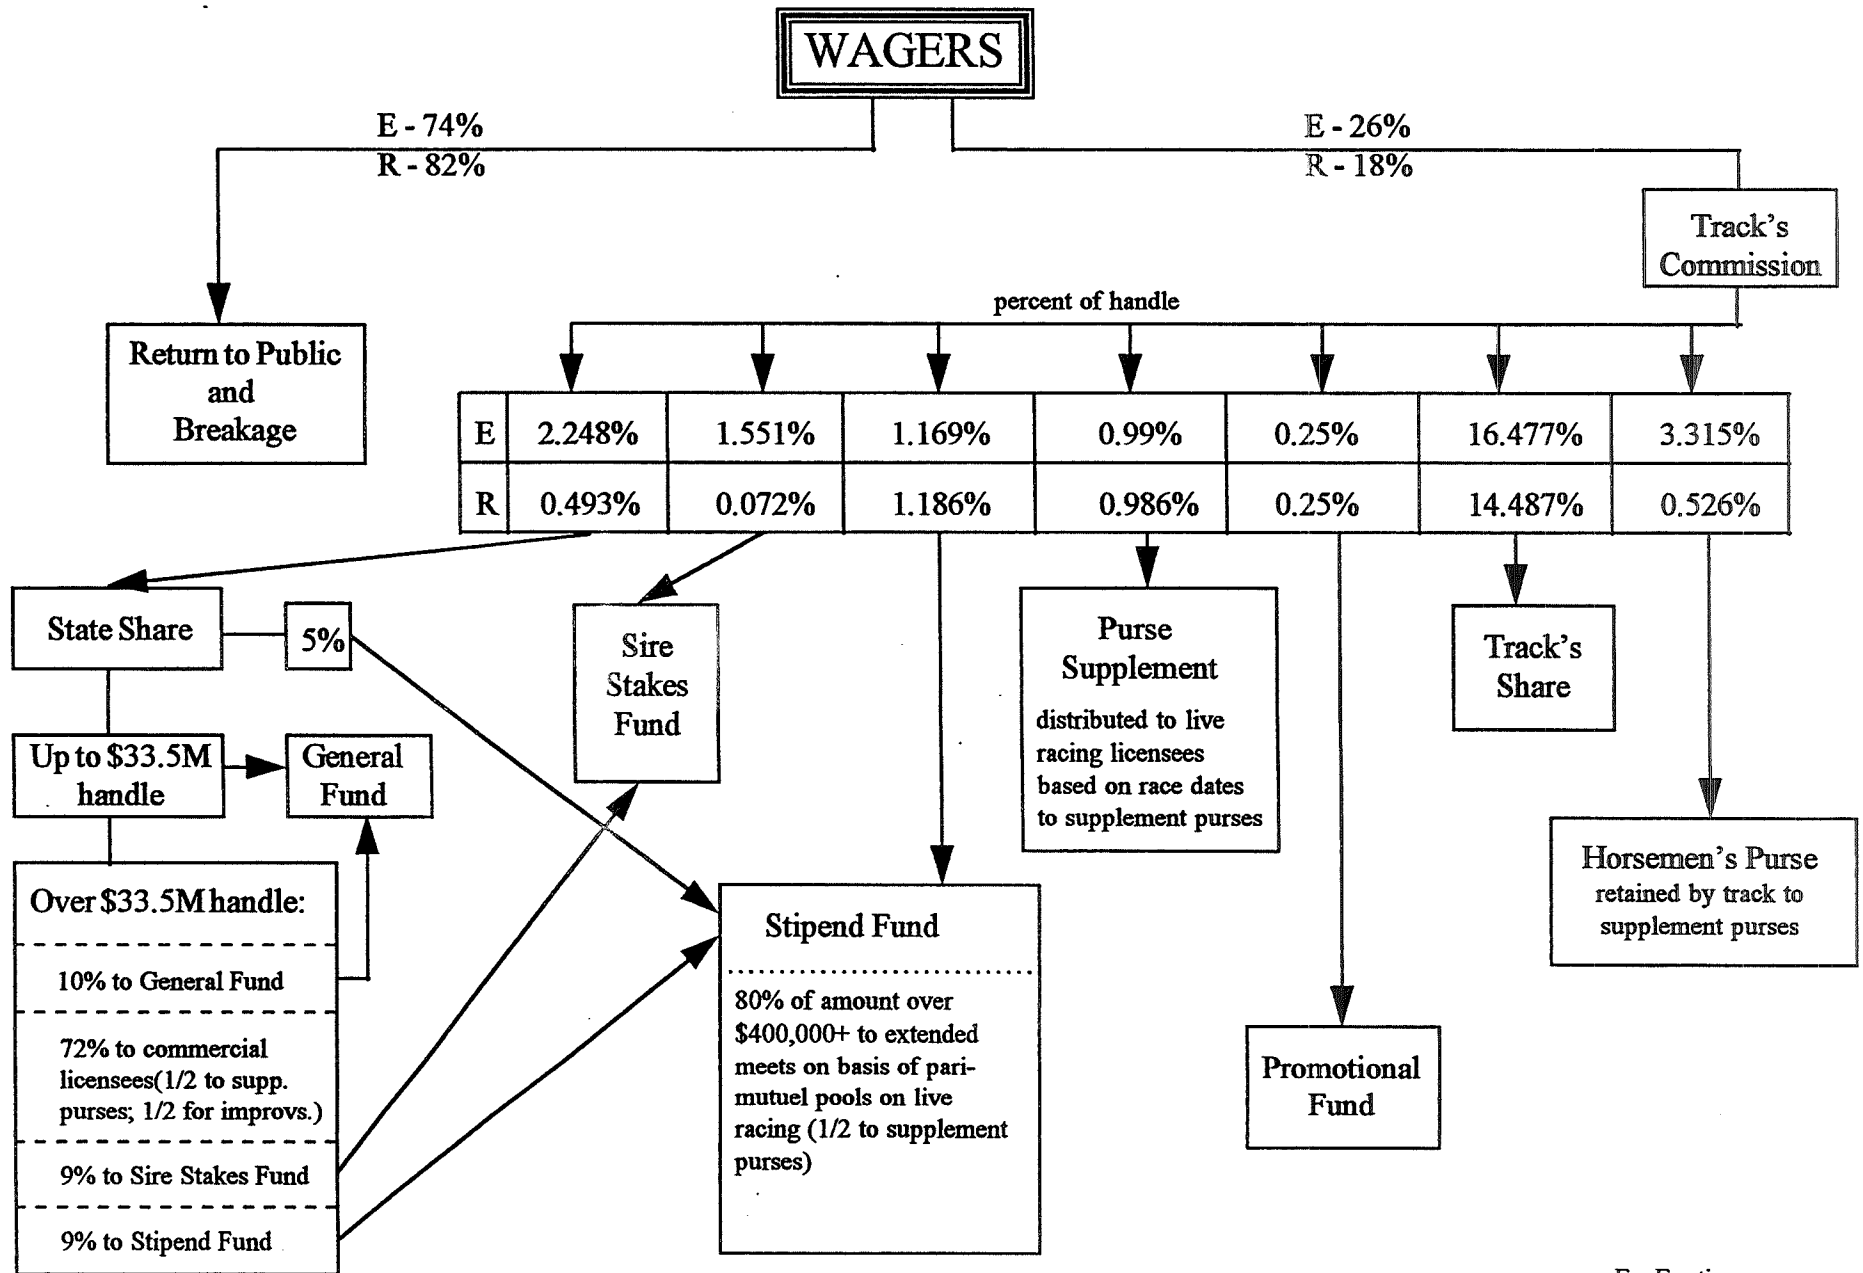 WAGERS
E - 74%
R - 82%
E - 26%
R - 18%
Track's
Commission
percent of handle
Return to Public
and
Breakage
E 2.248% 1.551% 1.169% 0.99% 0.25% 16.477% 3.315%
R 0.493% 0.072% 1.186% 0.986% 0.25% 14.487% 0.526%
State Share
5%
Up to $33.5M
handle
General
Fund
Over $33.5M handle:
10% to General Fund
72% to commercial
licensees(1/2 to supp.
purses; 1/2 for improvs.)
9% to Sire Stakes Fund
9% to Stipend Fund
Sire
Stakes
Fund
Stipend Fund
80% of amount over
$400,000+ to extended
meets on basis of pari-
mutuel pools on live
racing (1/2 to supplement
purses)
Purse
Supplement
distributed to live
racing licensees
based on race dates
to supplement purses
Promotional
Fund
Track's
Share
Horsemen's Purse
retained by track to
supplement purses